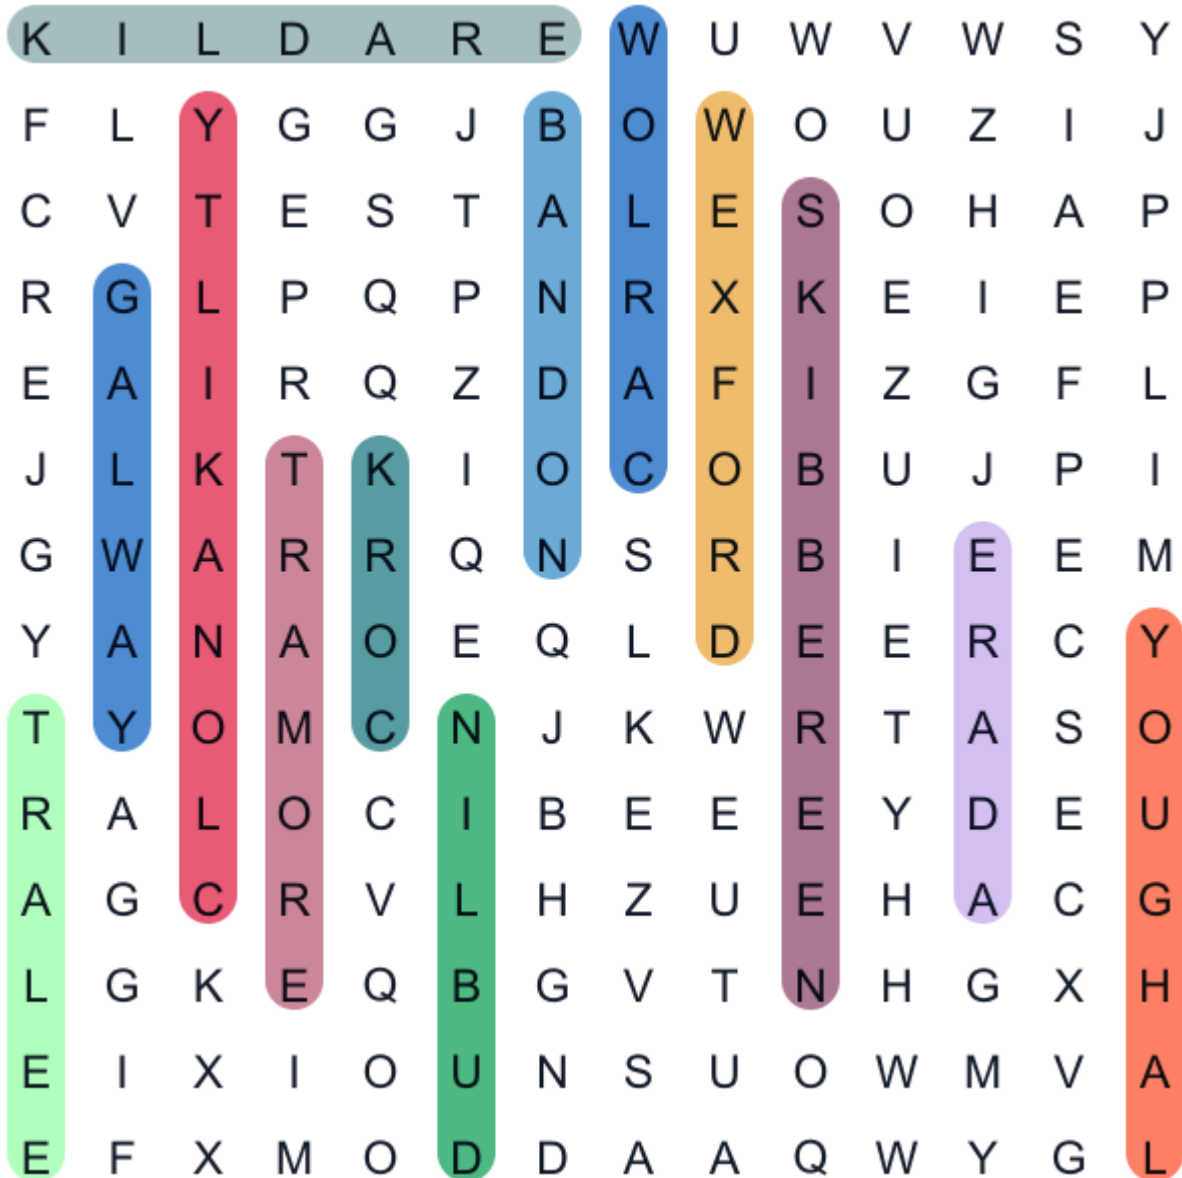 K I L D A R E W U W V W S Y
F L Y G G J B O W O U Z I J
C V T E S T A L E S O H A P
R G L P Q P N R X K E I E P
E A I R Q Z D A F I Z G F L
J L K T K I O C O B U J P I
G W A R R Q N S R B I E E M
Y A N A O E Q L D E E R C Y
T Y O M C N J K W R T A S O
R A L O C I B E E E Y D E U
A G C R V L H Z U E H A C G
L G K E Q B G V T N H G X H
E I X I O U N S U O W M V A
E F X M O D D A A Q W Y G L